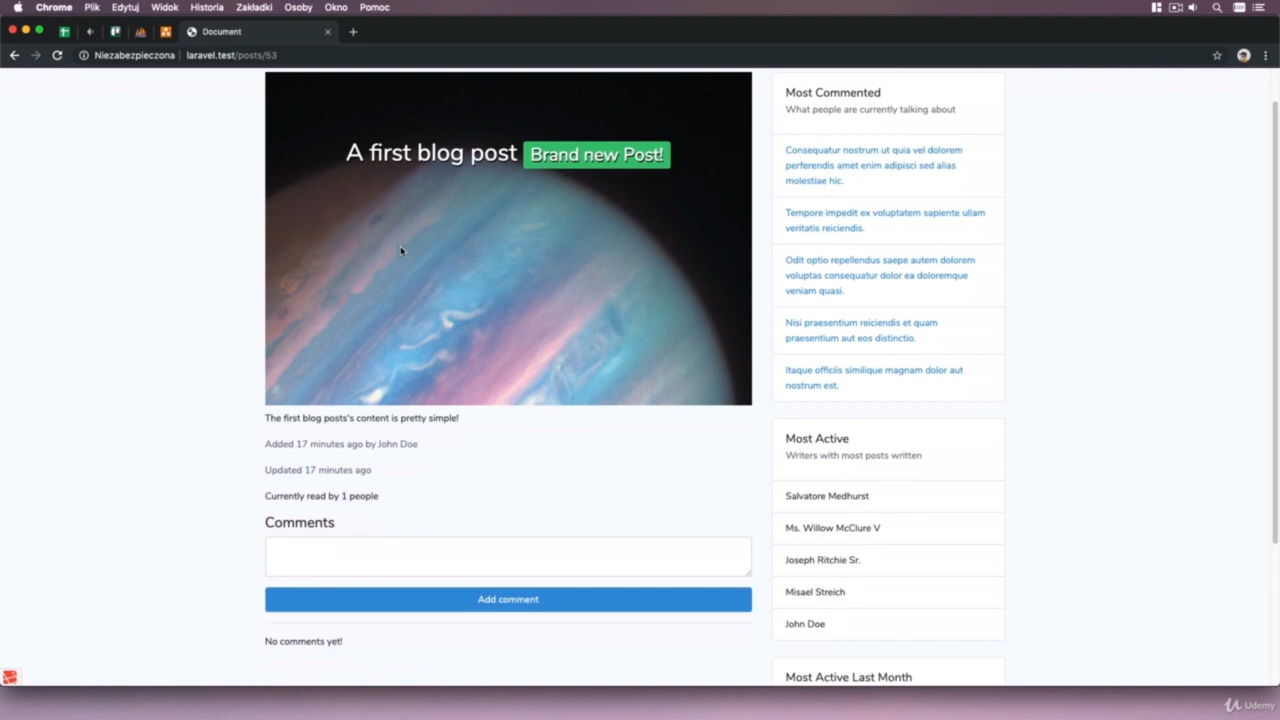 Chrome Plik Edytuj Widok Historia Zakładki Osoby Okno Pomoc
Document
Niezabezpieczona laravel.test/posts/53
A first blog post Brand new Post!
The first blog posts's content is pretty simple!
Added 17 minutes ago by John Doe
Updated 17 minutes ago
Currently read by 1 people
Comments
Add comment
No comments yet!
Most Commented
What people are currently talking about
Consequatur nostrum ut quia vel dolorem
perferendis amet enim adipisci sed alias
molestiae hic.
Tempore impedit ex voluptatem sapiente ullam
veritatis reiciendis.
Odit optio repellendus saepe autem dolorem
voluptas consequatur dolor ea doloremque
veniam quasi.
Nisi praesentium reiciendis et quam
praesentium aut eos distinctio.
Itaque officiis similique magnam dolor aut
nostrum est.
Most Active
Writers with most posts written
Salvatore Medhurst
Ms. Willow McClure V
Joseph Ritchie Sr.
Misael Streich
John Doe
Most Active Last Month
Udemy